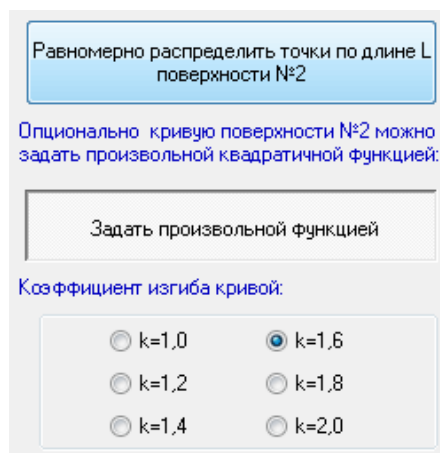 Равномерно распределить точки по длине L
поверхности №2
Опционально кривую поверхности №2 можно
задать произвольной квадратичной функцией:
Задать произвольной функцией
Коэффициент изгиба кривой:
k=1,0 k=1,6
k=1,2 k=1,8
k=1,4 k=2,0